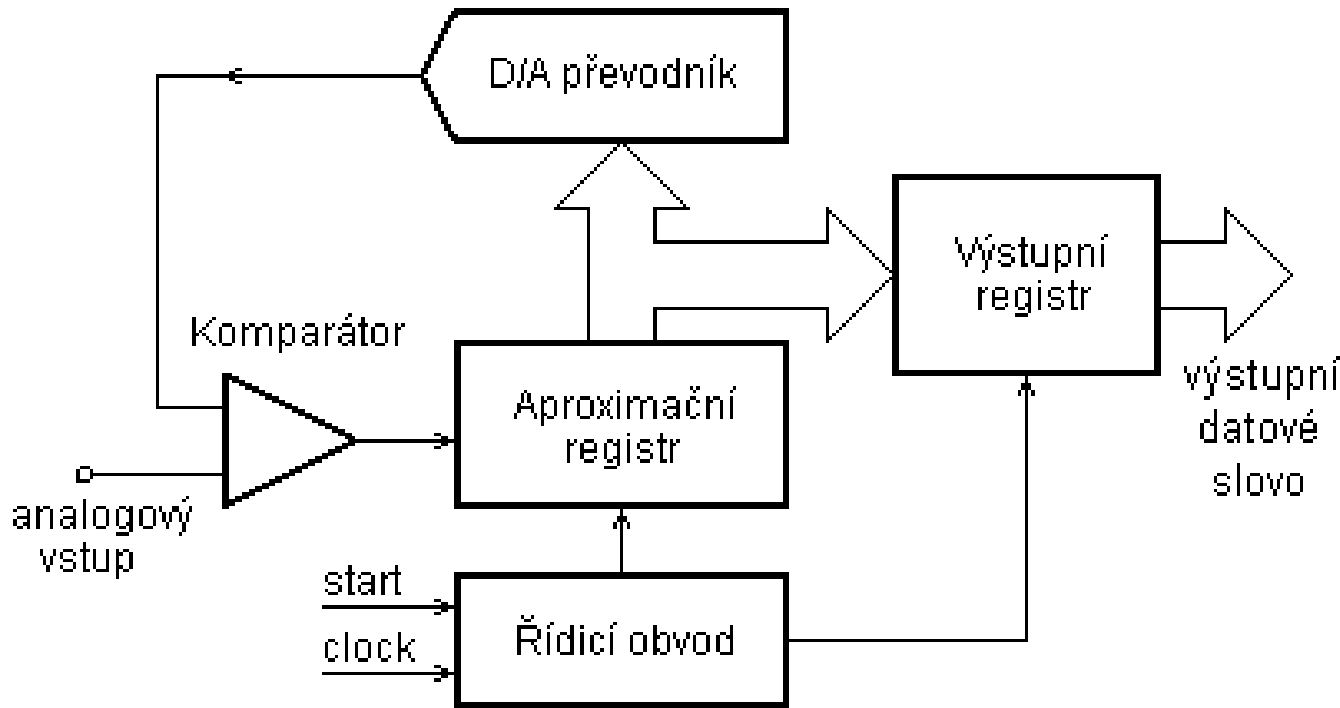 D/A převodník
Výstupní
registr
Komparátor
Aproximační
registr
výstupní
datové
slovo
analogový
vstup
start
clock
Řídicí obvod